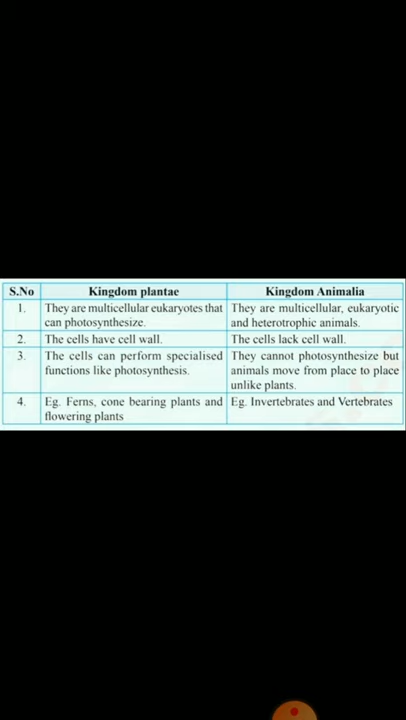 S.No Kingdom plantae Kingdom Animalia
1. They are multicellular eukaryotes that They are multicellular, eukaryotic
can photosynthesize. and heterotrophic animals.
2. The cells have cell wall. The cells lack cell wall.
3. The cells can perform specialised They cannot photosynthesize but
functions like photosynthesis. animals move from place to place
unlike plants.
4. Eg. Ferns, cone bearing plants and Eg. Invertebrates and Vertebrates
flowering plants